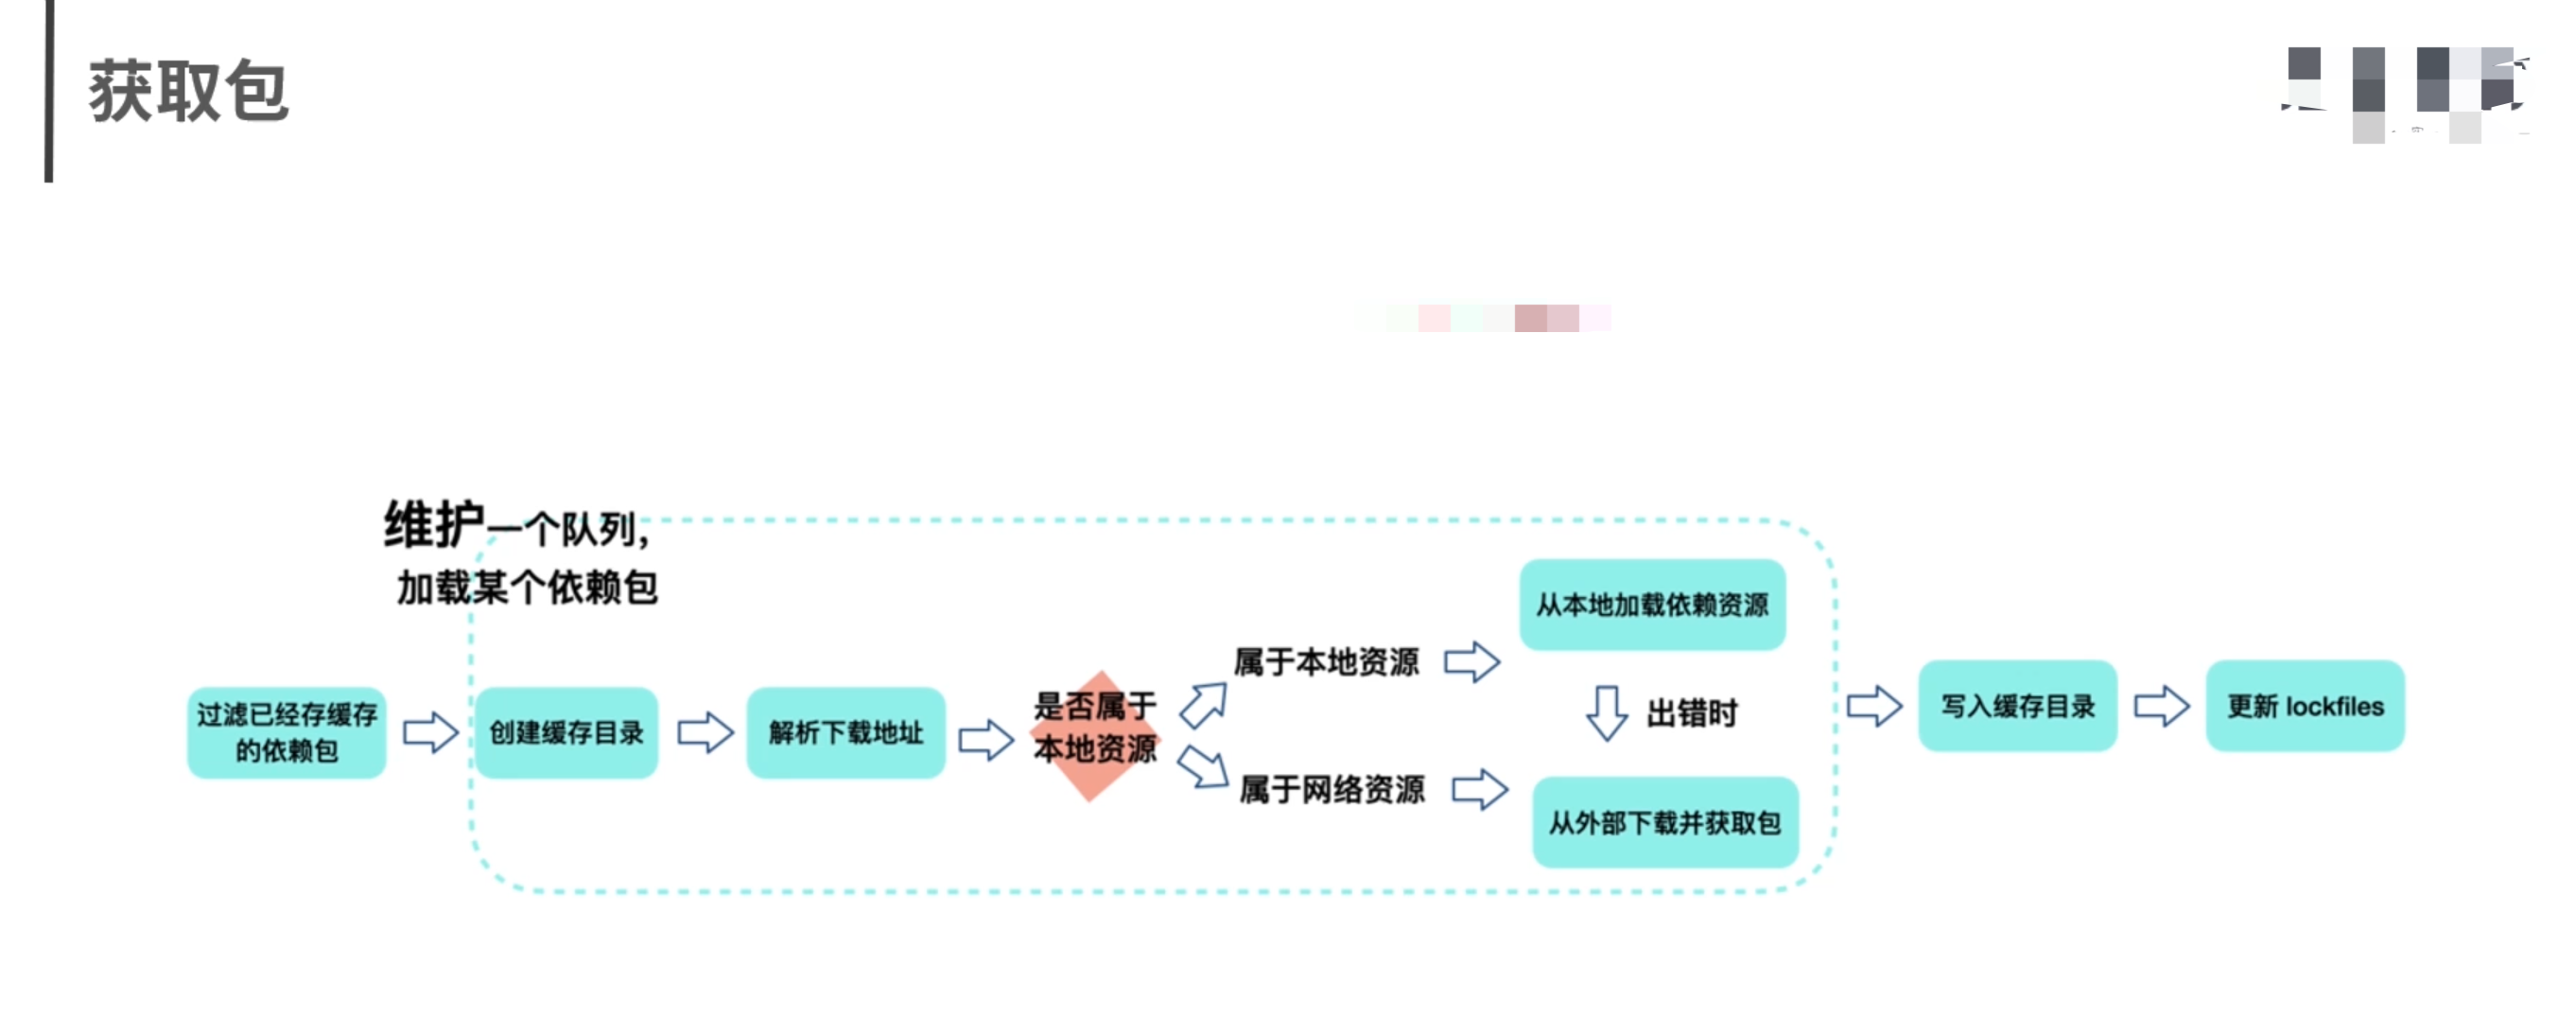 获取包
维护一个队列，
加载某个依赖包
过滤已经存缓存
的依赖包
创建缓存目录
解析下载地址
是否属于
本地资源
属于本地资源
从本地加载依赖资源
出错时
属于网络资源
从外部下载并获取包
写入缓存目录
更新 lockfiles